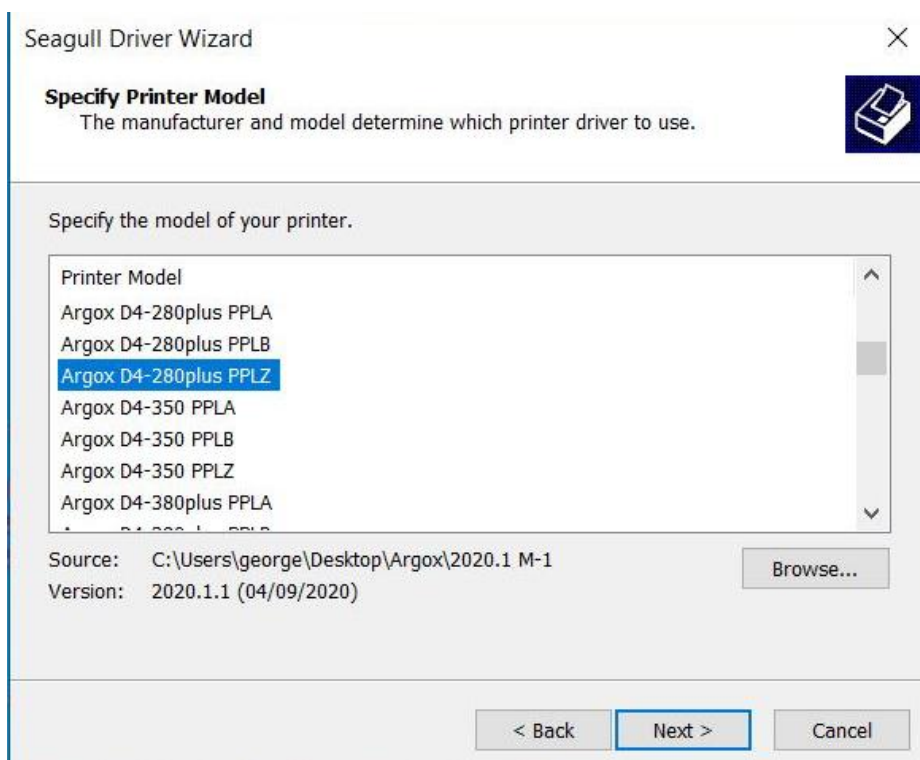 Seagull Driver Wizard
Specify Printer Model
The manufacturer and model determine which printer driver to use.
Specify the model of your printer.
Printer Model
Argox D4-280plus PPLA
Argox D4-280plus PPLB
Argox D4-280plus PPLZ
Argox D4-350 PPLA
Argox D4-350 PPLB
Argox D4-350 PPLZ
Argox D4-380plus PPLA
Source: C:\Users\george\Desktop\Argox\2020.1 M-1
Browse...
Version: 2020.1.1 (04/09/2020)
< Back Next > Cancel